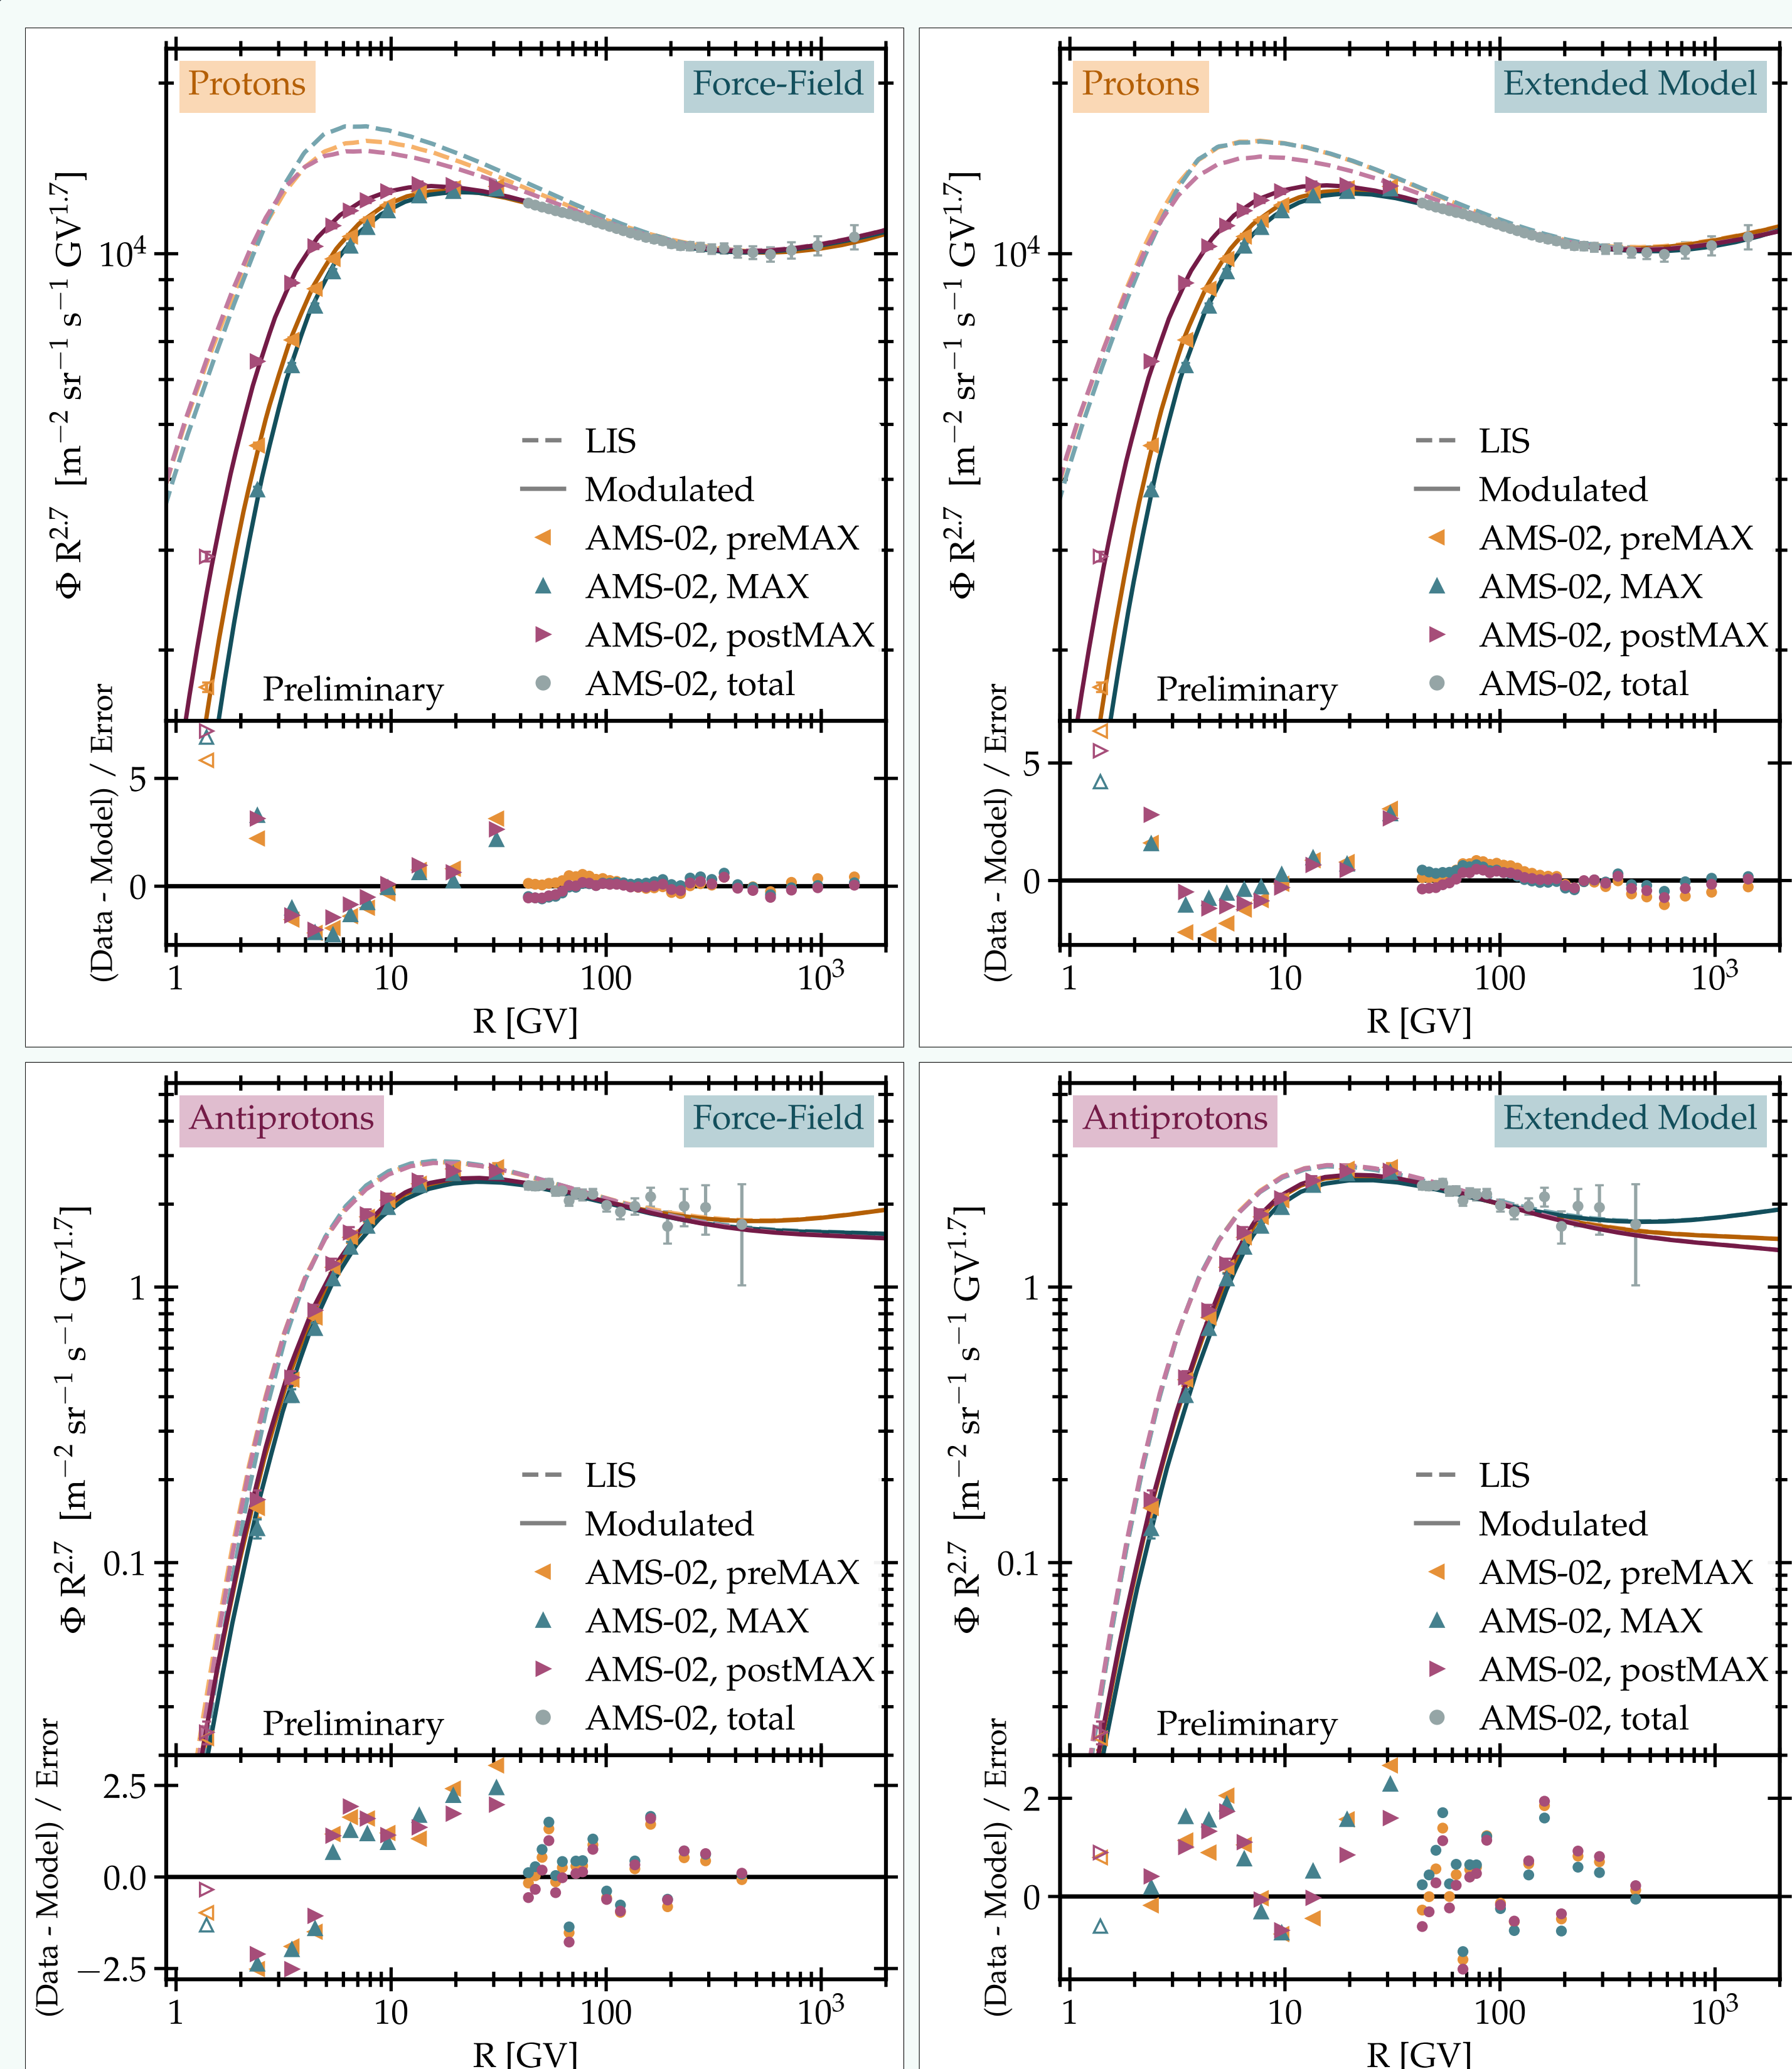 Protons
Force-Field
Φ R^2.7 [m^−2 sr^−1 s^−1 GV^1.7]
10^4
LIS
Modulated
AMS-02, preMAX
AMS-02, MAX
AMS-02, postMAX
AMS-02, total
Preliminary
(Data - Model) / Error
5
0
1 10 100 10^3
R [GV]
Protons
Extended Model
Φ R^2.7 [m^−2 sr^−1 s^−1 GV^1.7]
10^4
LIS
Modulated
AMS-02, preMAX
AMS-02, MAX
AMS-02, postMAX
AMS-02, total
Preliminary
(Data - Model) / Error
5
0
1 10 100 10^3
R [GV]
Antiprotons
Force-Field
Φ R^2.7 [m^−2 sr^−1 s^−1 GV^1.7]
1
0.1
LIS
Modulated
AMS-02, preMAX
AMS-02, MAX
AMS-02, postMAX
AMS-02, total
Preliminary
(Data - Model) / Error
2.5
0.0
−2.5
1 10 100 10^3
R [GV]
Antiprotons
Extended Model
Φ R^2.7 [m^−2 sr^−1 s^−1 GV^1.7]
1
0.1
LIS
Modulated
AMS-02, preMAX
AMS-02, MAX
AMS-02, postMAX
AMS-02, total
Preliminary
(Data - Model) / Error
2
0
1 10 100 10^3
R [GV]